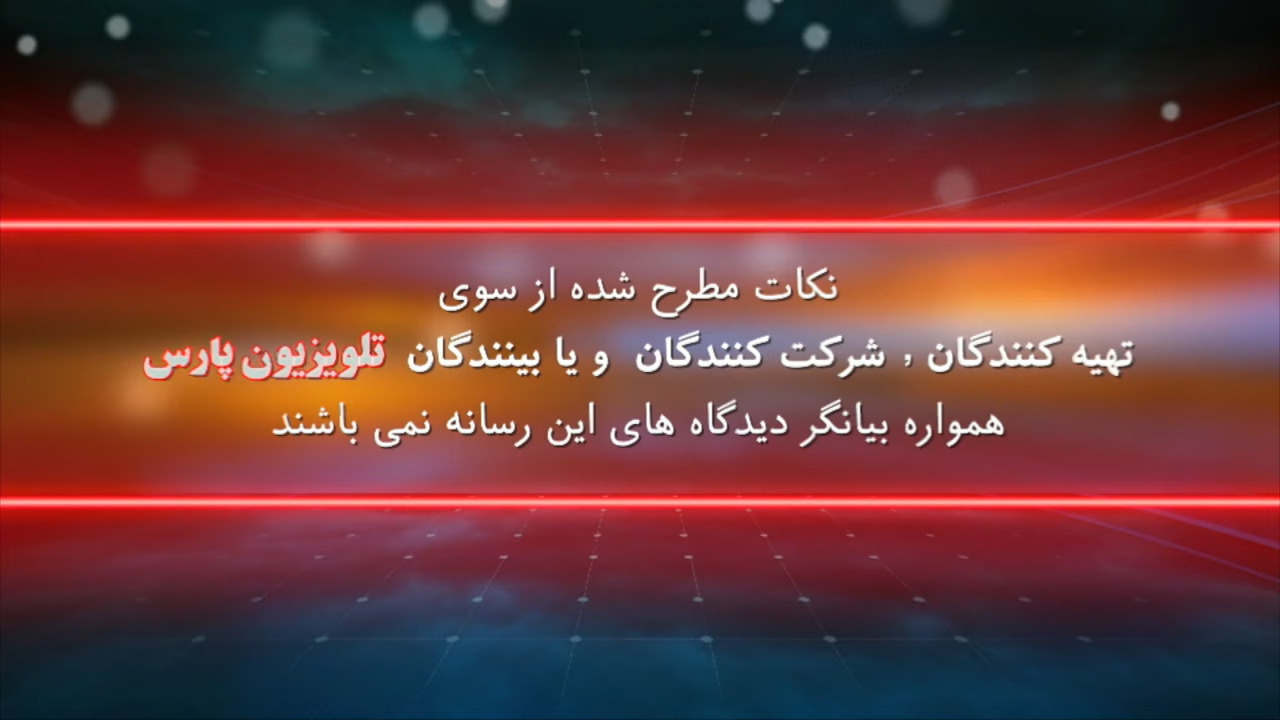 نکات مطرح شده از سوی
تهیه کنندگان , شرکت کنندگان و یا بینندگان تلویزیون پارس
همواره بیانگر دیدگاه های این رسانه نمی باشند